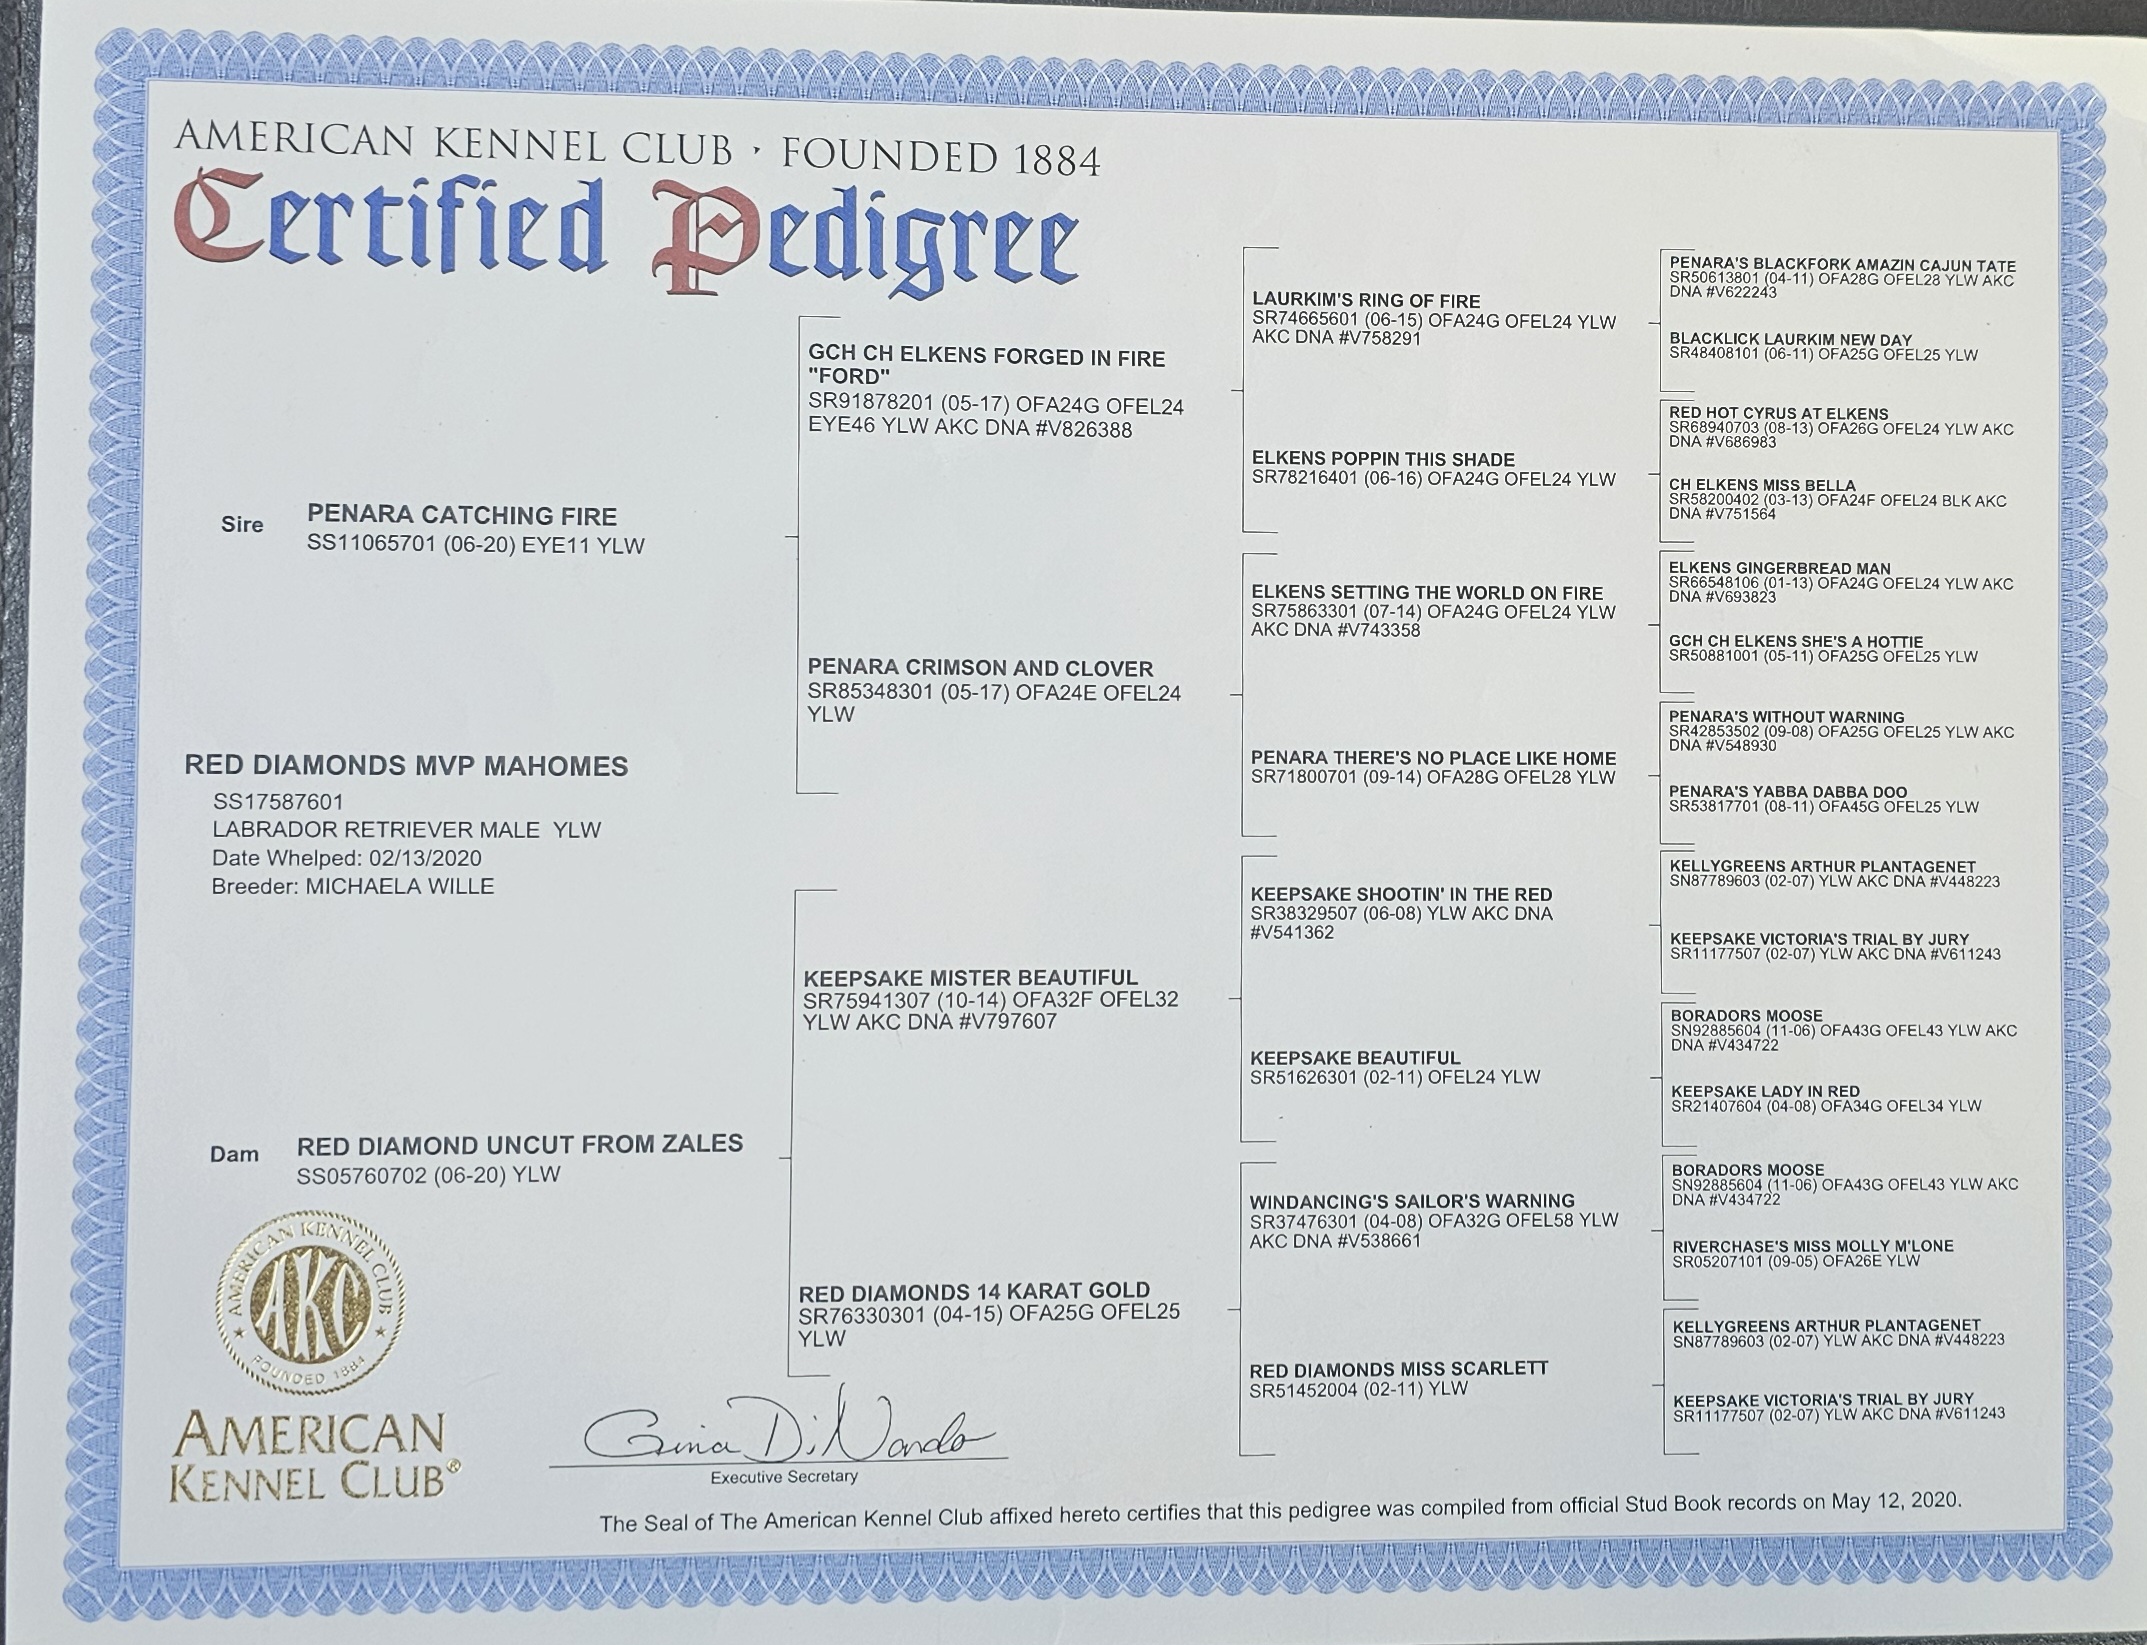 AMERICAN KENNEL CLUB · FOUNDED 1884
Certified Pedigree
Sire
PENARA CATCHING FIRE
SS11065701 (06-20) EYE11 YLW
RED DIAMONDS MVP MAHOMES
SS17587601
LABRADOR RETRIEVER MALE YLW
Date Whelped: 02/13/2020
Breeder: MICHAELA WILLE
Dam
RED DIAMOND UNCUT FROM ZALES
SS05760702 (06-20) YLW
GCH CH ELKENS FORGED IN FIRE
"FORD"
SR91878201 (05-17) OFA24G OFEL24
EYE46 YLW AKC DNA #V826388
PENARA CRIMSON AND CLOVER
SR85348301 (05-17) OFA24E OFEL24
YLW
KEEPSAKE MISTER BEAUTIFUL
SR75941307 (10-14) OFA32F OFEL32
YLW AKC DNA #V797607
RED DIAMONDS 14 KARAT GOLD
SR76330301 (04-15) OFA25G OFEL25
YLW
LAURKIM'S RING OF FIRE
SR74665601 (06-15) OFA24G OFEL24 YLW
AKC DNA #V758291
ELKENS POPPIN THIS SHADE
SR78216401 (06-16) OFA24G OFEL24 YLW
ELKENS SETTING THE WORLD ON FIRE
SR75863301 (07-14) OFA24G OFEL24 YLW
AKC DNA #V743358
PENARA THERE'S NO PLACE LIKE HOME
SR71800701 (09-14) OFA28G OFEL28 YLW
KEEPSAKE SHOOTIN' IN THE RED
SR38329507 (06-08) YLW AKC DNA
#V541362
KEEPSAKE BEAUTIFUL
SR51626301 (02-11) OFEL24 YLW
WINDANCING'S SAILOR'S WARNING
SR37476301 (04-08) OFA32G OFEL58 YLW
AKC DNA #V538661
RED DIAMONDS MISS SCARLETT
SR51452004 (02-11) YLW
PENARA'S BLACKFORK AMAZIN CAJUN TATE
SR50613801 (04-11) OFA28G OFEL28 YLW AKC
DNA #V622243
BLACKLICK LAURKIM NEW DAY
SR48408101 (06-11) OFA25G OFEL25 YLW
RED HOT CYRUS AT ELKENS
SR68940703 (08-13) OFA26G OFEL24 YLW AKC
DNA #V686983
CH ELKENS MISS BELLA
SR58200402 (03-13) OFA24F OFEL24 BLK AKC
DNA #V751564
ELKENS GINGERBREAD MAN
SR66548106 (01-13) OFA24G OFEL24 YLW AKC
DNA #V693823
GCH CH ELKENS SHE'S A HOTTIE
SR50881001 (05-11) OFA25G OFEL25 YLW
PENARA'S WITHOUT WARNING
SR42853502 (09-08) OFA25G OFEL25 YLW AKC
DNA #V548930
PENARA'S YABBA DABBA DOO
SR53817701 (08-11) OFA45G OFEL25 YLW
KELLYGREENS ARTHUR PLANTAGENET
SN87789603 (02-07) YLW AKC DNA #V448223
KEEPSAKE VICTORIA'S TRIAL BY JURY
SR11177507 (02-07) YLW AKC DNA #V611243
BORADORS MOOSE
SN92885604 (11-06) OFA43G OFEL43 YLW AKC
DNA #V434722
KEEPSAKE LADY IN RED
SR21407604 (04-08) OFA34G OFEL34 YLW
BORADORS MOOSE
SN92885604 (11-06) OFA43G OFEL43 YLW AKC
DNA #V434722
RIVERCHASE'S MISS MOLLY M'LONE
SR05207101 (09-05) OFA26E YLW
KELLYGREENS ARTHUR PLANTAGENET
SN87789603 (02-07) YLW AKC DNA #V448223
KEEPSAKE VICTORIA'S TRIAL BY JURY
SR11177507 (02-07) YLW AKC DNA #V611243
AMERICAN KENNEL CLUB
AKC
FOUNDED 1884
AMERICAN
KENNEL CLUB®
Gina DiNardo
Executive Secretary
The Seal of The American Kennel Club affixed hereto certifies that this pedigree was compiled from official Stud Book records on May 12, 2020.